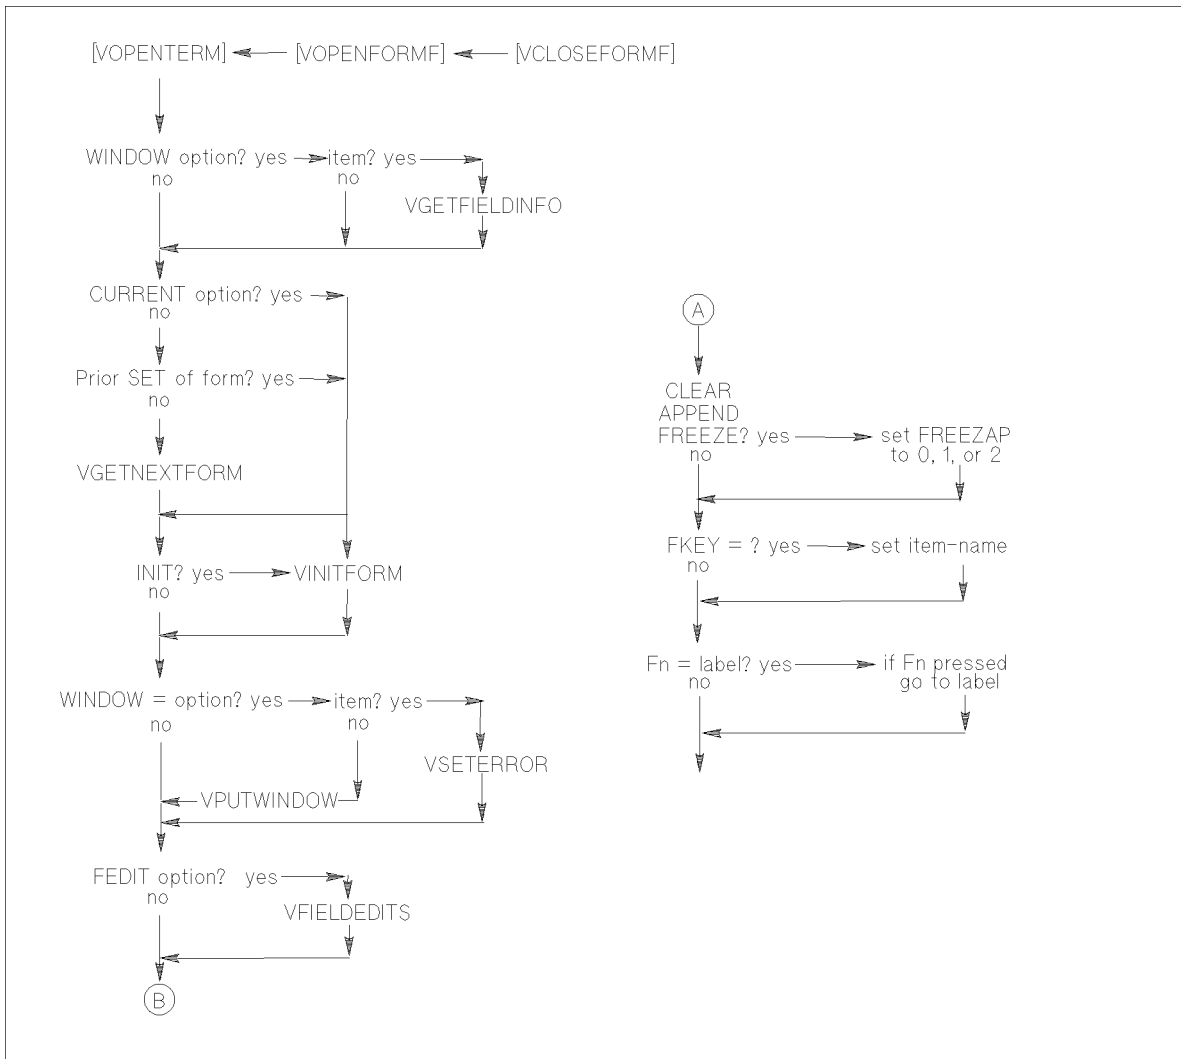 [VOPENTERM] [VOPENFORMF] [VCLOSEFORMF]
WINDOW option? yes item? yes
no no
VGETFIELDINFO
CURRENT option? yes
no
Prior SET of form? yes
no
VGETNEXTFORM
INIT? yes VINITFORM
no
WINDOW = option? yes item? yes
no no
VSETERROR
VPUTWINDOW
FEDIT option? yes
no
VFIELDEDITS
B
A
CLEAR
APPEND
FREEZE? yes set FREEZAP
no to 0, 1, or 2
FKEY = ? yes set item-name
no
Fn = label? yes if Fn pressed
no go to label